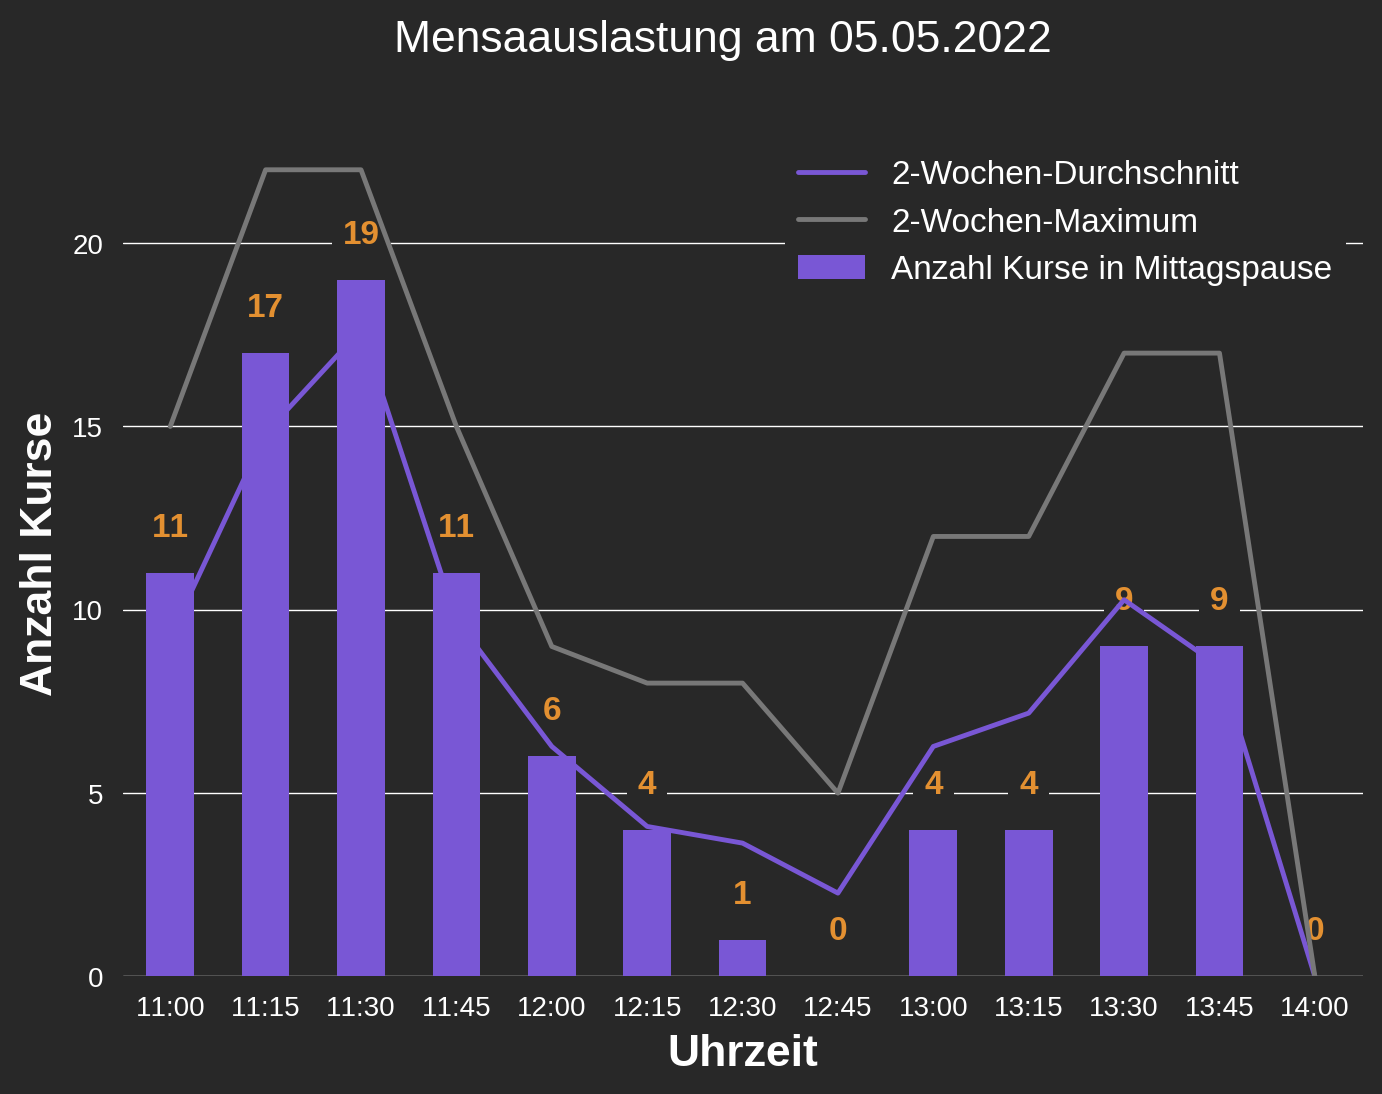 Mensaauslastung am 05.05.2022
2-Wochen-Durchschnitt
2-Wochen-Maximum
Anzahl Kurse in Mittagspause
Anzahl Kurse
20
15
10
5
0
11
17
19
11
6
4
1
0
4
4
9
9
0
11:00 11:15 11:30 11:45 12:00 12:15 12:30 12:45 13:00 13:15 13:30 13:45 14:00
Uhrzeit